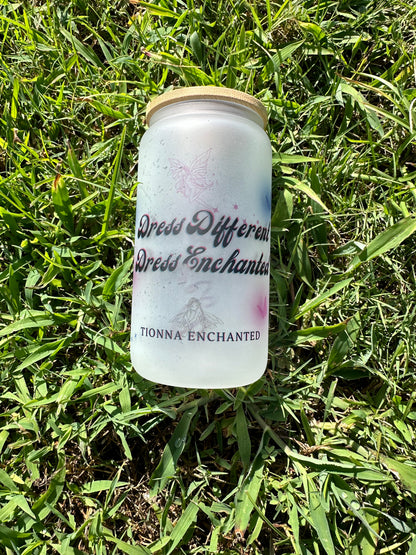 Dress Different
Dress Enchanted
TIONNA ENCHANTED